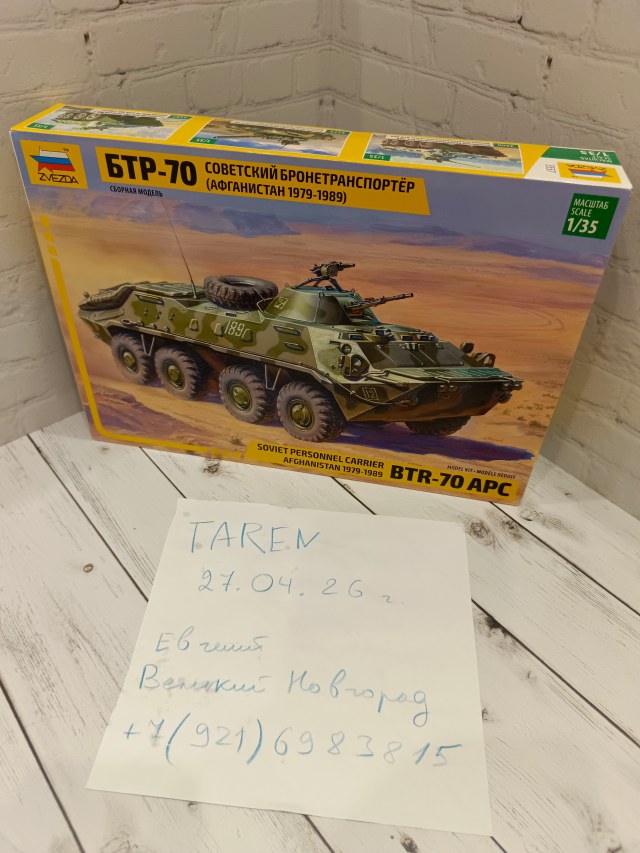 ZVEZDA
БТР-70 СОВЕТСКИЙ БРОНЕТРАНСПОРТЁР
(АФГАНИСТАН 1979-1989)
СБОРНАЯ МОДЕЛЬ
МАСШТАБ
SCALE
1/35
189
SOVIET PERSONNEL CARRIER
AFGHANISTAN 1979-1989
BTR-70 APC
TAREN
27.04.26 г.
Евгений
Великий Новгород
+7(921)6983815